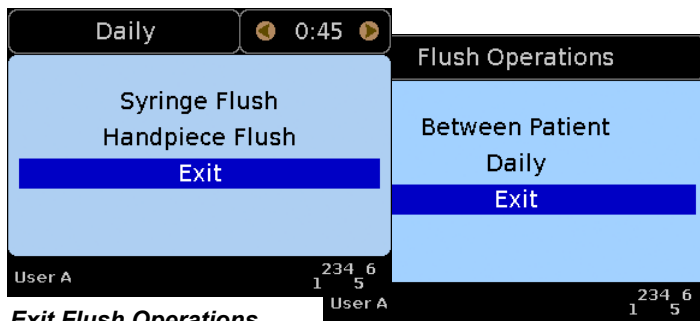 Daily
0:45
Syringe Flush
Handpiece Flush
Exit
User A
1 234 5 6
Exit Flush Operations
Flush Operations
Between Patient
Daily
Exit
User A
1 234 5 6